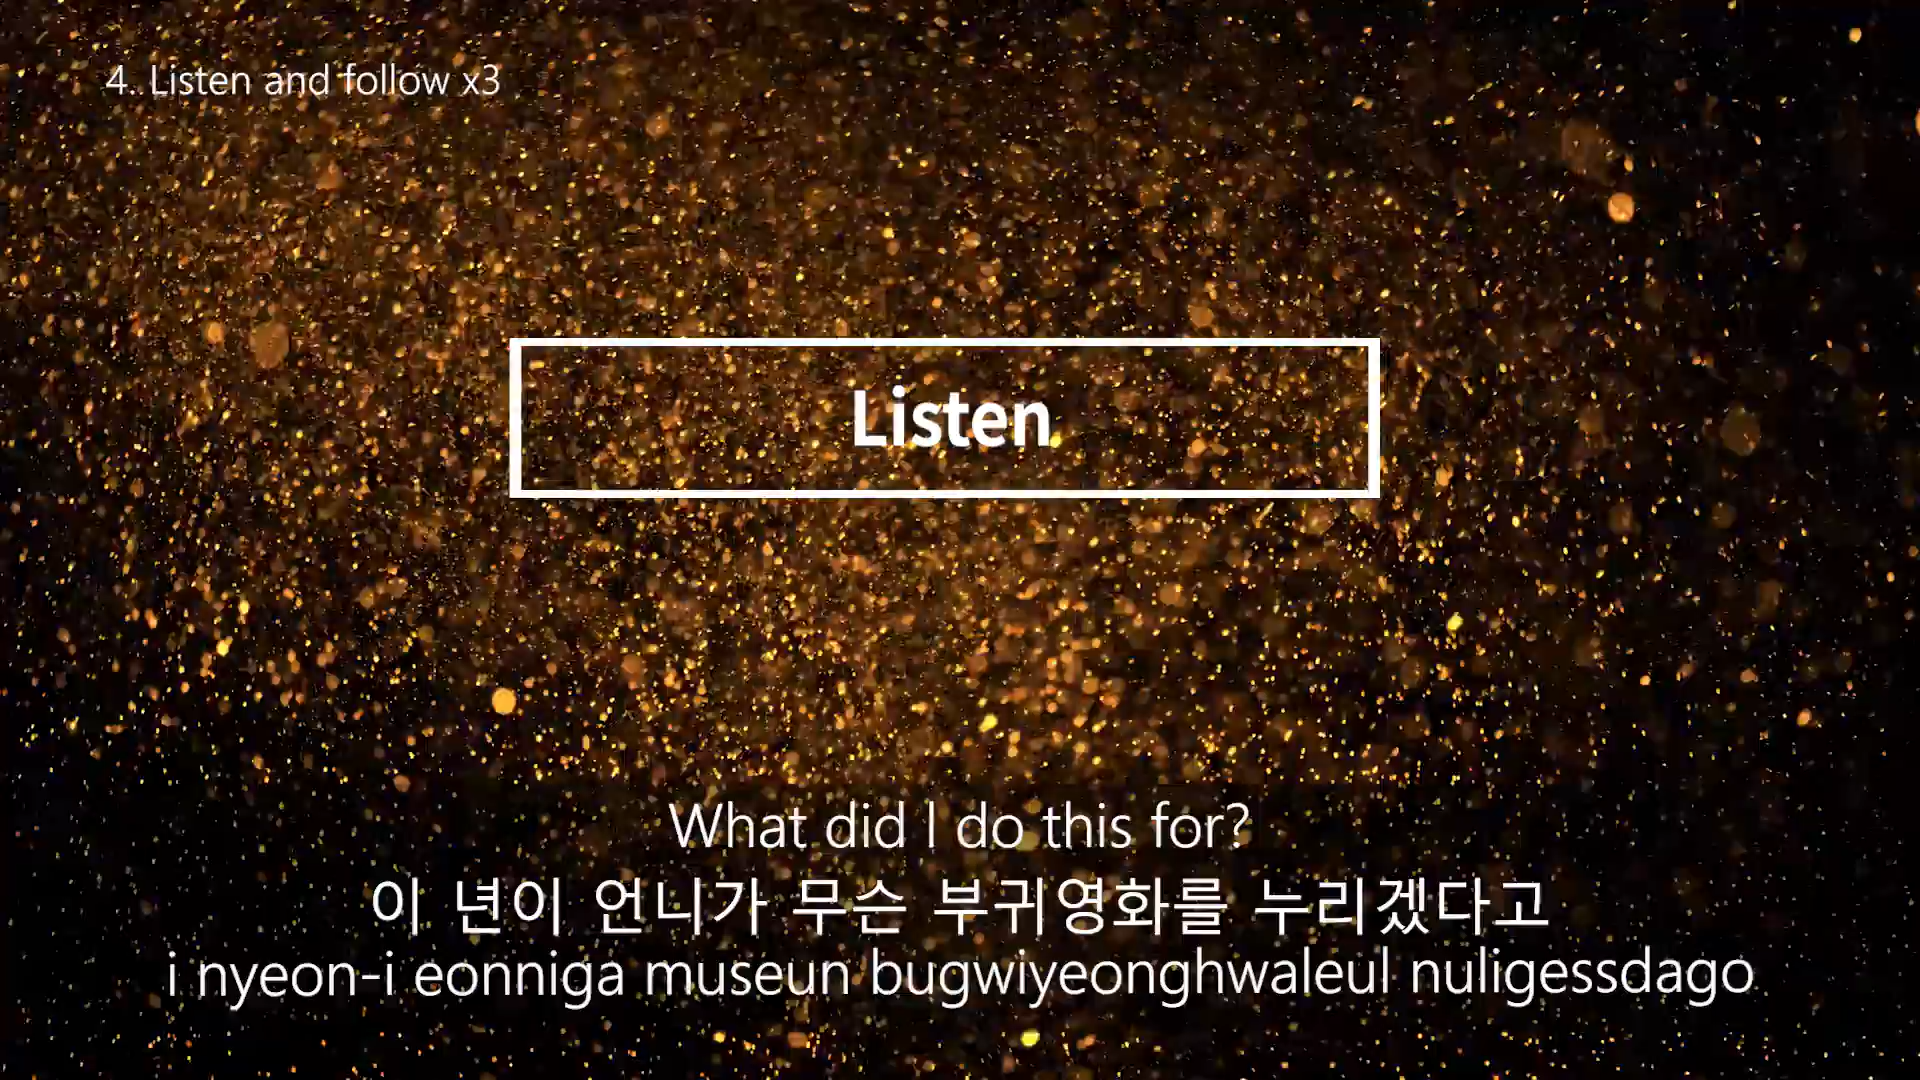 4. Listen and follow x3
Listen
What did I do this for?
이 년이 언니가 무슨 부귀영화를 누리겠다고
i nyeon-i eonniga museun bugwiyeonghwaleul nuligessdago